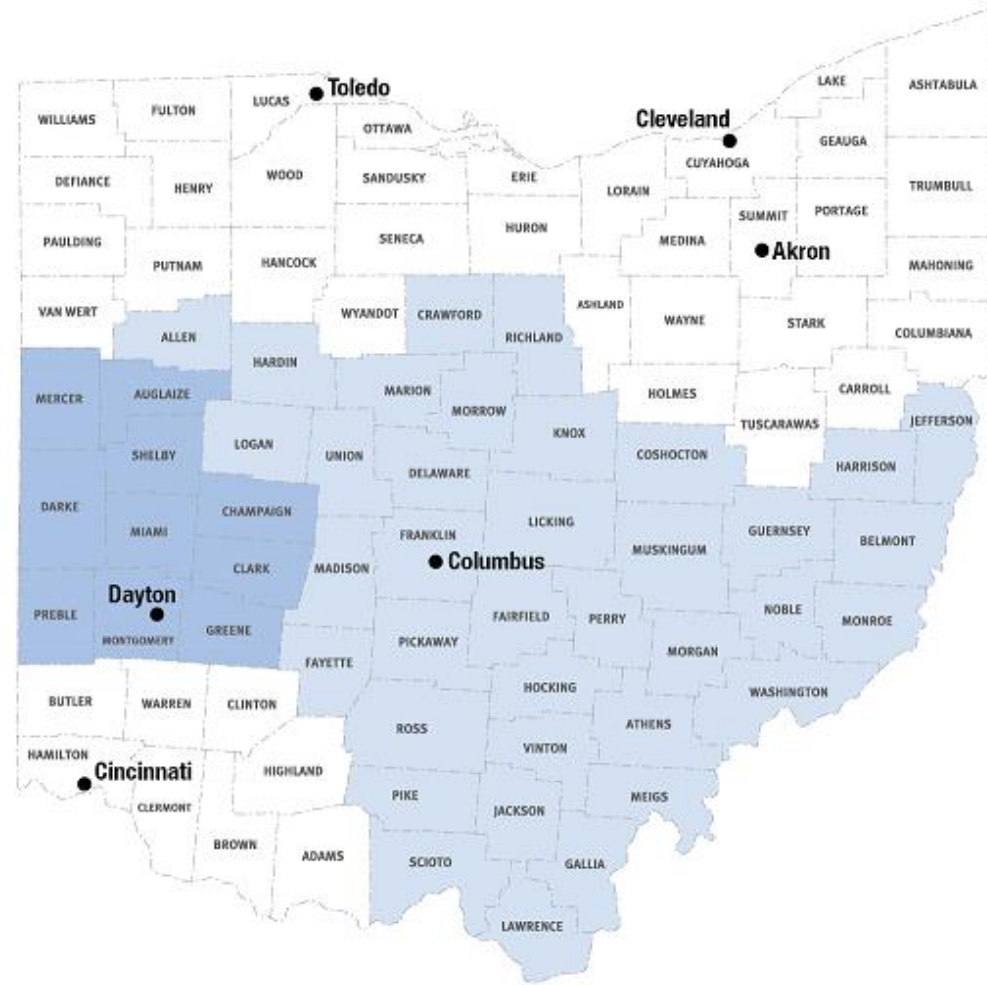 Toledo
LAKE
ASHTABULA
LUCAS
FULTON
WILLIAMS
OTTAWA
Cleveland
GEAUGA
CUYAHOGA
DEFIANCE
HENRY
WOOD
SANDUSKY
ERIE
LORAIN
TRUMBULL
SUMMIT
PORTAGE
PAULDING
SENECA
HURON
MEDINA
Akron
PUTNAM
HANCOCK
MAHONING
VAN WERT
WYANDOT
CRAWFORD
ASHLAND
WAYNE
STARK
COLUMBIANA
ALLEN
RICHLAND
HARDIN
MERCER
AUGLAIZE
MARION
MORROW
HOLMES
CARROLL
TUSCARAWAS
JEFFERSON
LOGAN
UNION
KNOX
COSHOCTON
SHELBY
DELAWARE
HARRISON
DARKE
CHAMPAIGN
LICKING
MIAMI
FRANKLIN
GUERNSEY
BELMONT
MUSKINGUM
CLARK
MADISON
Columbus
Dayton
PREBLE
MONTGOMERY
GREENE
PICKAWAY
FAIRFIELD
PERRY
NOBLE
MONROE
MORGAN
FAYETTE
HOCKING
WASHINGTON
BUTLER
WARREN
CLINTON
ROSS
ATHENS
VINTON
HAMILTON
Cincinnati
HIGHLAND
CLERMONT
PIKE
JACKSON
MEIGS
BROWN
ADAMS
SCIOTO
GALLIA
LAWRENCE